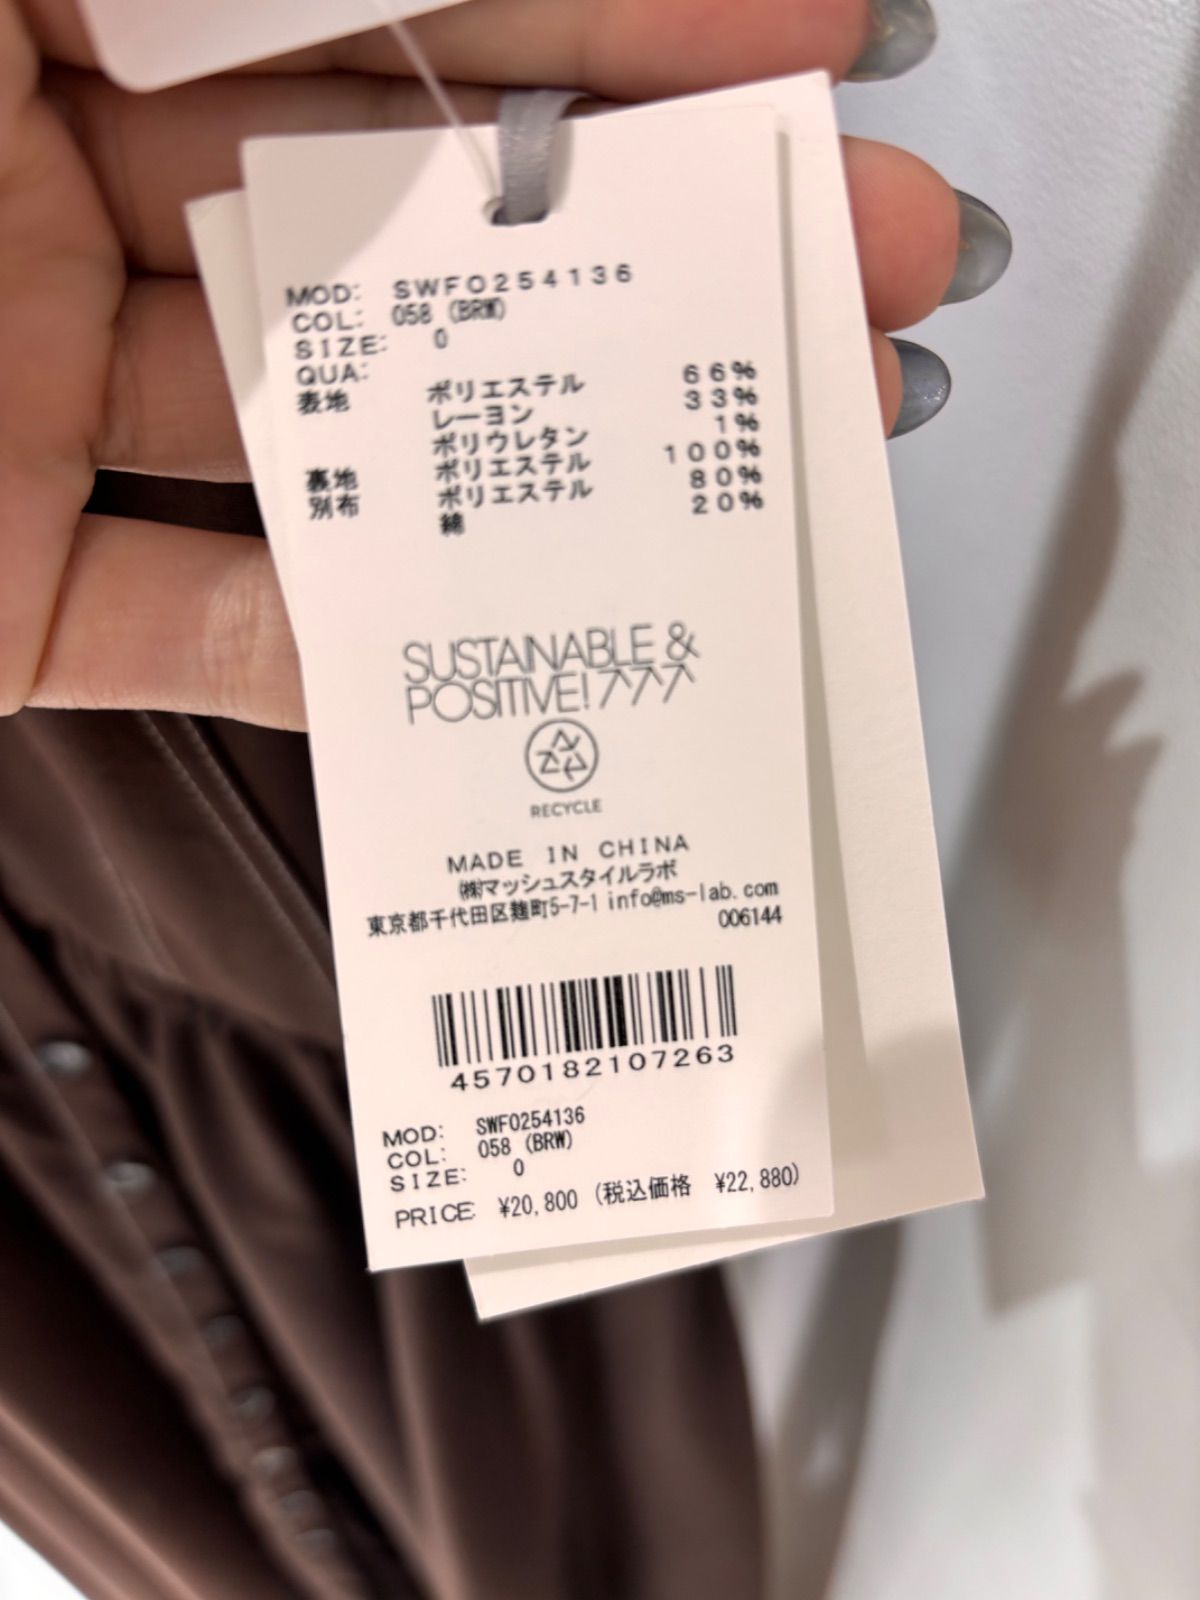 MOD: SWFO254136
COL: 058 (BRW)
SIZE: 0
QUA:
表地 ポリエステル 66%
レーヨン 33%
ポリウレタン 1%
裏地 ポリエステル 100%
別布 ポリエステル 80%
綿 20%
SUSTAINABLE &
POSITIVE!
RECYCLE
MADE IN CHINA
㈱マッシュスタイルラボ
東京都千代田区麹町5-7-1 info@ms-lab.com
006144
4570182107263
MOD: SWFO254136
COL: 058 (BRW)
SIZE: 0
PRICE: ¥20,800 (税込価格 ¥22,880)